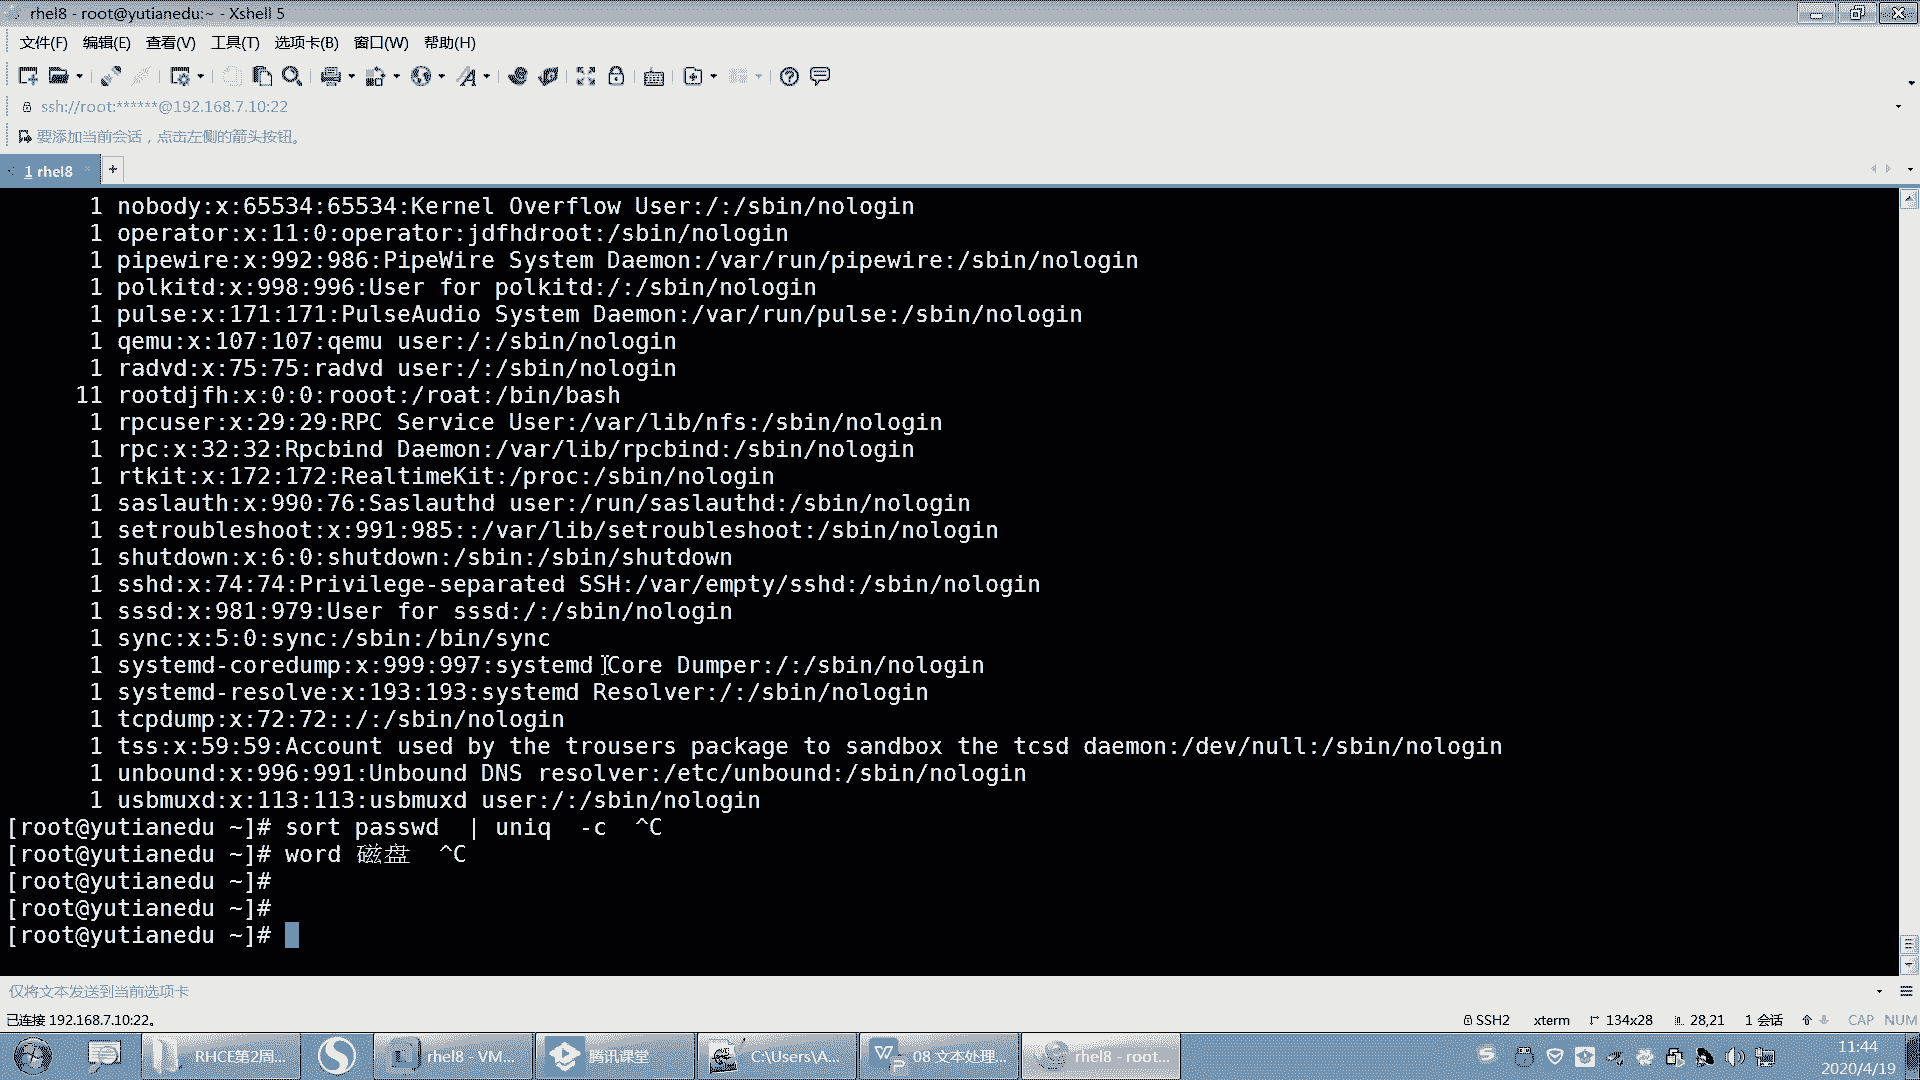 rhel8 - root@yutianedu:~ - Xshell 5
文件(F) 编辑(E) 查看(V) 工具(T) 选项卡(B) 窗口(W) 帮助(H)
ssh://root:******@192.168.7.10:22
要添加当前会话，点击左侧的箭头按钮。
1 rhel8
1 nobody:x:65534:65534:Kernel Overflow User:/:/sbin/nologin
1 operator:x:11:0:operator:jdfhdroot:/sbin/nologin
1 pipewire:x:992:986:PipeWire System Daemon:/var/run/pipewire:/sbin/nologin
1 polkitd:x:998:996:User for polkitd:/:/sbin/nologin
1 pulse:x:171:171:PulseAudio System Daemon:/var/run/pulse:/sbin/nologin
1 qemu:x:107:107:qemu user:/:/sbin/nologin
1 radvd:x:75:75:radvd user:/:/sbin/nologin
11 rootdjfh:x:0:0:rooot:/roat:/bin/bash
1 rpcuser:x:29:29:RPC Service User:/var/lib/nfs:/sbin/nologin
1 rpc:x:32:32:Rpcbind Daemon:/var/lib/rpcbind:/sbin/nologin
1 rtkit:x:172:172:RealtimeKit:/proc:/sbin/nologin
1 saslauth:x:990:76:Saslauthd user:/run/saslauthd:/sbin/nologin
1 setroubleshoot:x:991:985::/var/lib/setroubleshoot:/sbin/nologin
1 shutdown:x:6:0:shutdown:/sbin:/sbin/shutdown
1 sshd:x:74:74:Privilege-separated SSH:/var/empty/sshd:/sbin/nologin
1 sssd:x:981:979:User for sssd:/:/sbin/nologin
1 sync:x:5:0:sync:/sbin:/bin/sync
1 systemd-coredump:x:999:997:systemd Core Dumper:/:/sbin/nologin
1 systemd-resolve:x:193:193:systemd Resolver:/:/sbin/nologin
1 tcpdump:x:72:72::/:/sbin/nologin
1 tss:x:59:59:Account used by the trousers package to sandbox the tcsd daemon:/dev/null:/sbin/nologin
1 unbound:x:996:991:Unbound DNS resolver:/etc/unbound:/sbin/nologin
1 usbmuxd:x:113:113:usbmuxd user:/:/sbin/nologin
[root@yutianedu ~]# sort passwd  | uniq  -c  ^C
[root@yutianedu ~]# word 磁盘  ^C
[root@yutianedu ~]#
[root@yutianedu ~]#
[root@yutianedu ~]#
仅将文本发送到当前选项卡
已连接 192.168.7.10:22。 SSH2 xterm 134x28 28,21 1 会话 CAP NUM
RHCE第2周... rhel8 - VM... 腾讯课堂 C:\Users\A... 08 文本处理... rhel8 - root... 11:44
2020/4/19